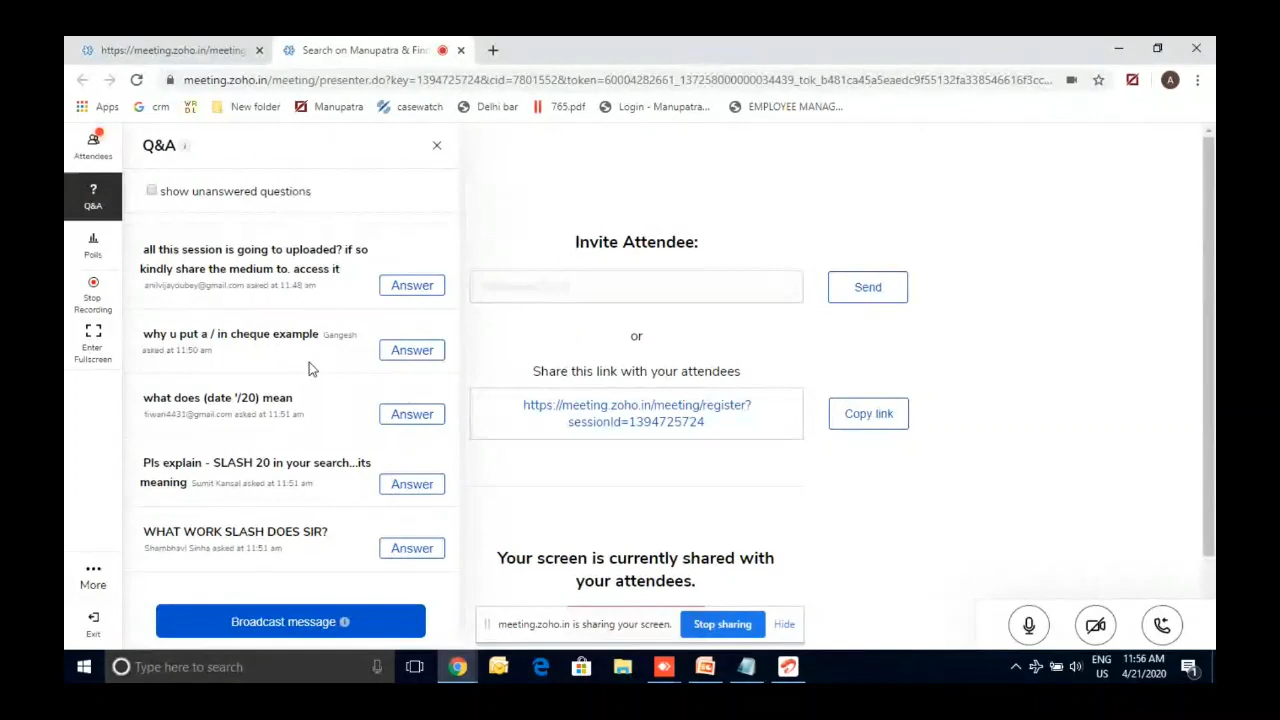 https://meeting.zoho.in/meeting
Search on Manupatra & Fin
meeting.zoho.in/meeting/presenter.do?key=1394725724&cid=7801552&token=60004282661_137258000000034439_tok_b481ca45a5eaedc9f55132fa338546616f3cc...
A
Apps
crm
New folder
Manupatra
casewatch
Delhi bar
765.pdf
Login - Manupatra...
EMPLOYEE MANAG...
Attendees
Q&A
Polls
Stop
Recording
Enter
Fullscreen
More
Exit
Q&A
show unanswered questions
all this session is going to uploaded? if so
kindly share the medium to. access it
asked at 11:48 am
Answer
why u put a / in cheque example Gangesh
asked at 11:50 am
Answer
what does (date '/20) mean
tiwari4431@gmail.com asked at 11:51 am
Answer
Pls explain - SLASH 20 in your search...its
meaning Sumit Kansal asked at 11:51 am
Answer
WHAT WORK SLASH DOES SIR?
Shambhavi Sinha asked at 11:51 am
Answer
Broadcast message
Invite Attendee:
Send
or
Share this link with your attendees
https://meeting.zoho.in/meeting/register?
sessionId=1394725724
Copy link
Your screen is currently shared with
your attendees.
meeting.zoho.in is sharing your screen.
Stop sharing
Hide
Type here to search
ENG
US
11:56 AM
4/21/2020
1